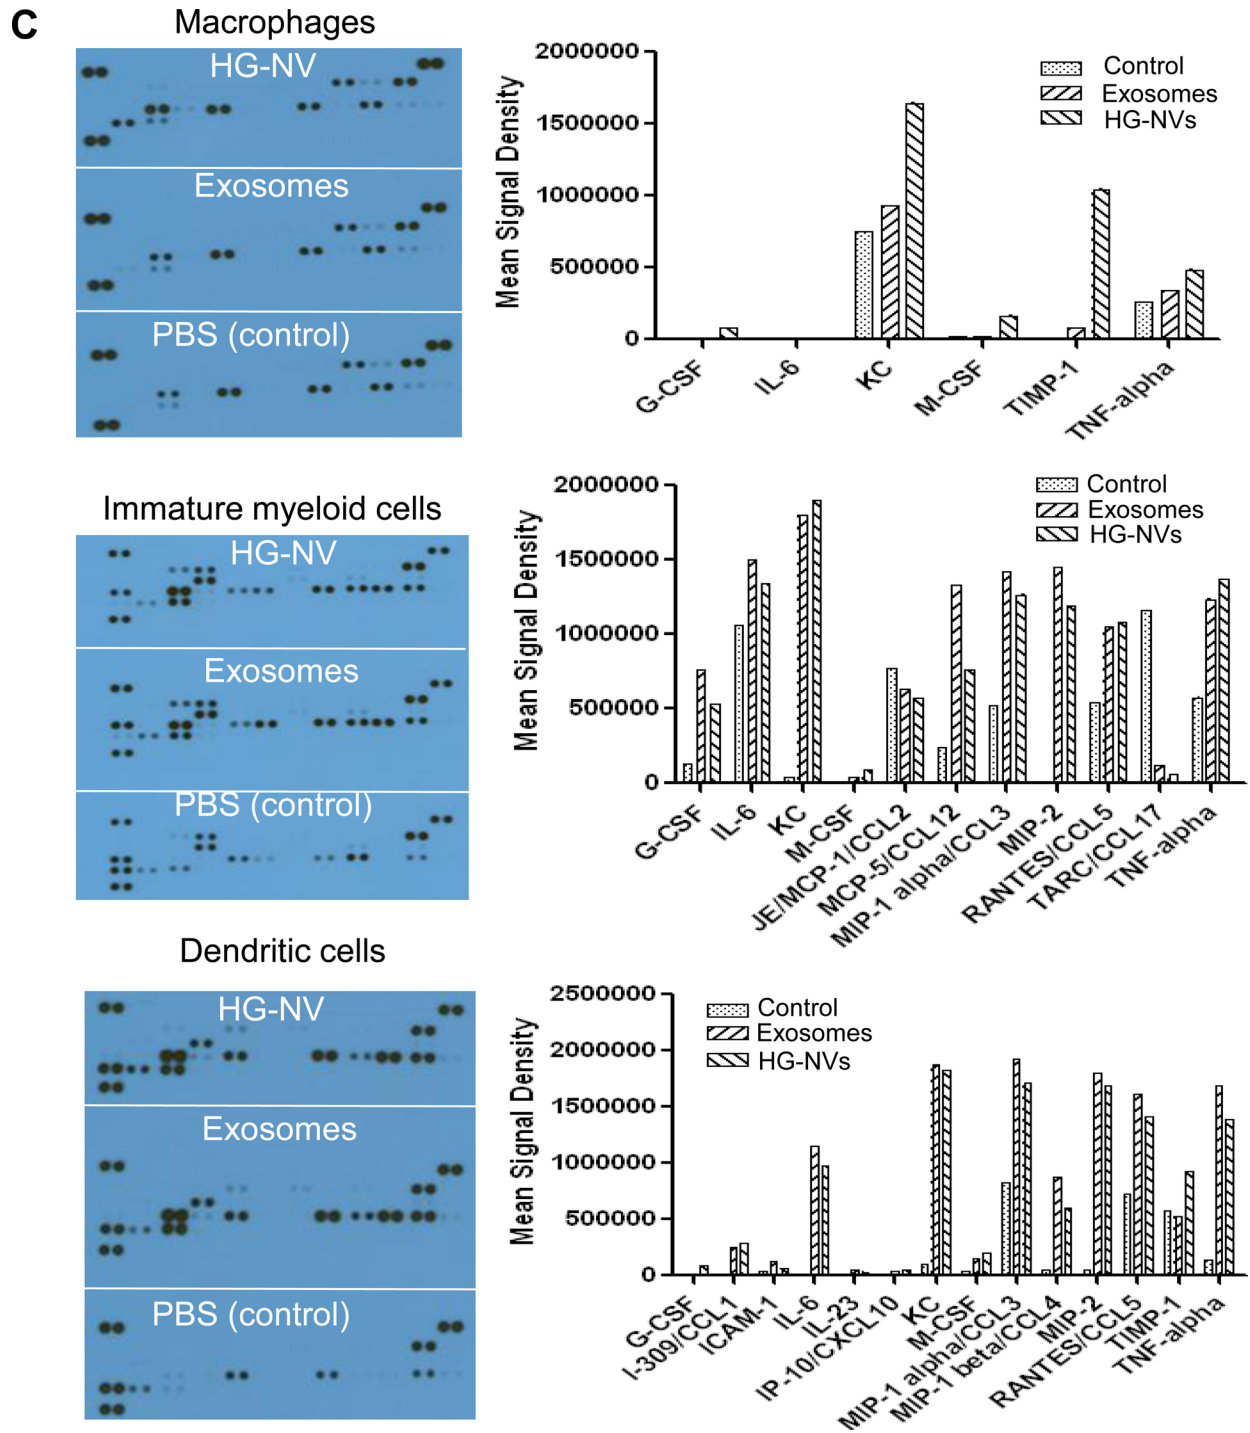 C
Macrophages
HG-NV
Exosomes
PBS (control)
Mean Signal Density
2000000
1500000
1000000
500000
0
Control
Exosomes
HG-NVs
G-CSF
IL-6
KC
M-CSF
TIMP-1
TNF-alpha
Immature myeloid cells
HG-NV
Exosomes
PBS (control)
Mean Signal Density
2000000
1500000
1000000
500000
0
Control
Exosomes
HG-NVs
G-CSF
IL-6
KC
M-CSF
JE/MCP-1/CCL2
MCP-5/CCL12
MIP-1 alpha/CCL3
MIP-2
RANTES/CCL5
TARC/CCL17
TNF-alpha
Dendritic cells
HG-NV
Exosomes
PBS (control)
Mean Signal Density
2500000
2000000
1500000
1000000
500000
0
Control
Exosomes
HG-NVs
G-CSF
I-309/CCL1
ICAM-1
IL-6
IL-23
IP-10/CXCL10
KC
M-CSF
MIP-1 alpha/CCL3
MIP-1 beta/CCL4
MIP-2
RANTES/CCL5
TIMP-1
TNF-alpha